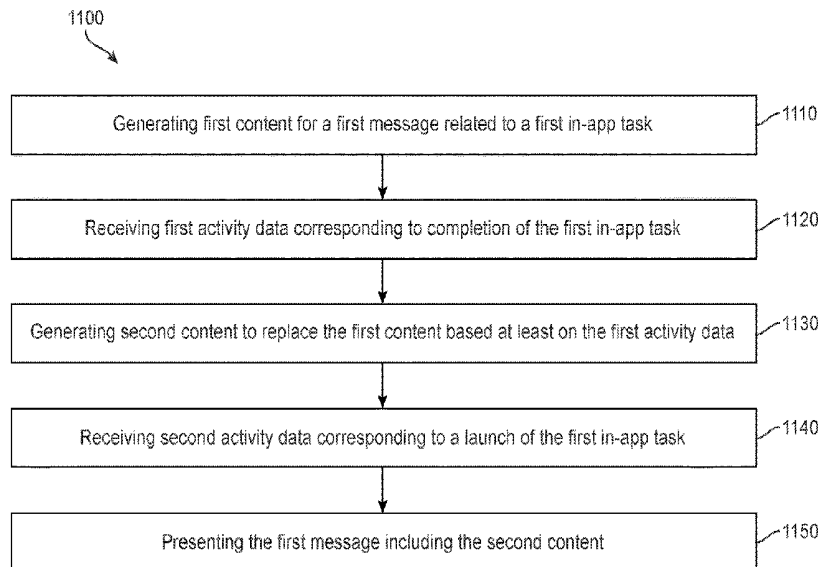 1100
Generating first content for a first message related to a first in-app task
1110
Receiving first activity data corresponding to completion of the first in-app task
1120
Generating second content to replace the first content based at least on the first activity data
1130
Receiving second activity data corresponding to a launch of the first in-app task
1140
Presenting the first message including the second content
1150